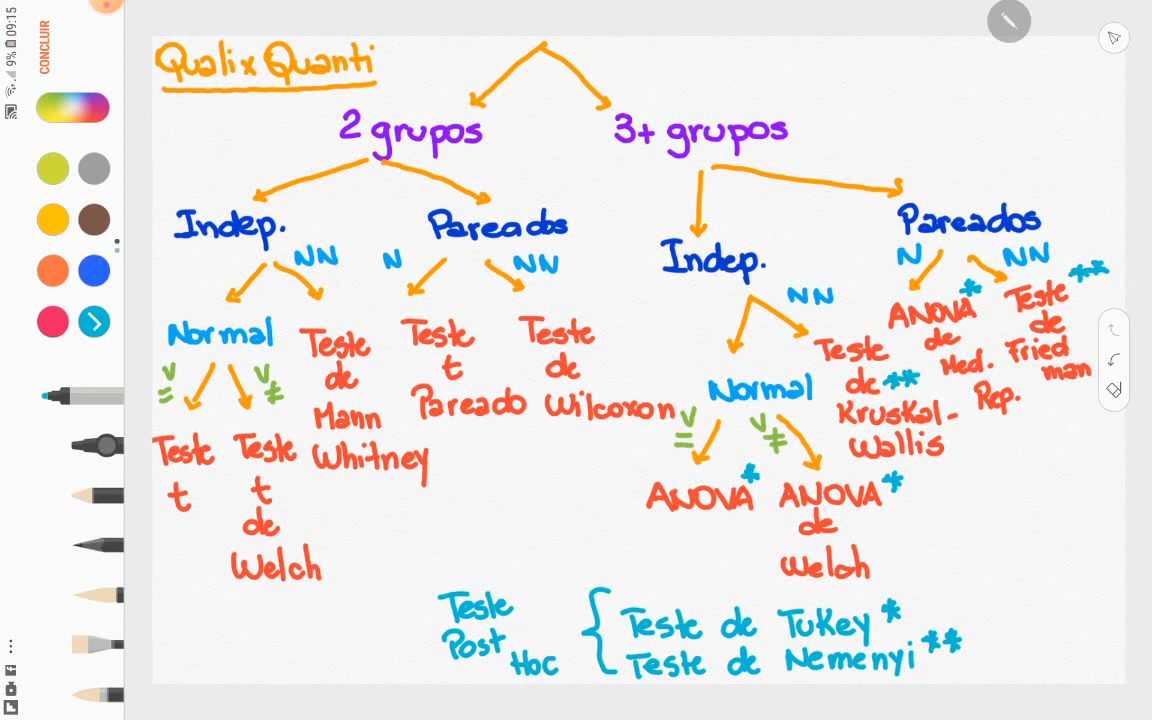 09:15
9%
CONCLUIR
Quali x Quanti
2 grupos
3+ grupos
Indep.
Pareados
Indep.
Pareados
NN
N
NN
NN
N
NN
Normal
Teste
de
Mann
Whitney
Teste
t
Pareado
Teste
de
Wilcoxon
V
=
V
≠
Teste
t
Teste
t
de
Welch
Normal
Teste
de **
Kruskal-
Wallis
ANOVA *
de
Med.
Rep.
Teste **
de
Fried
man
V
=
V
≠
ANOVA *
ANOVA *
de
Welch
Teste
Post
Hoc
Teste de Tukey *
Teste de Nemenyi **